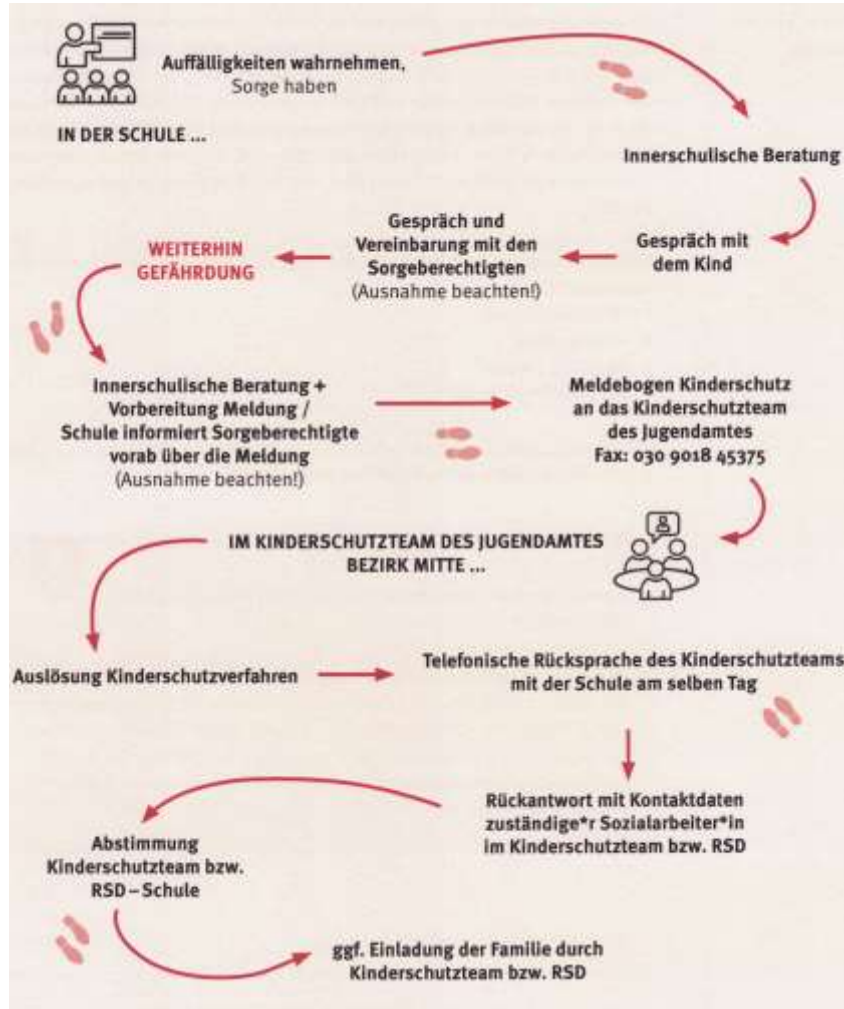 Auffälligkeiten wahrnehmen,
Sorge haben
IN DER SCHULE ...
Innerschulische Beratung
Gespräch mit
dem Kind
Gespräch und
Vereinbarung mit den
Sorgeberechtigten
(Ausnahme beachten!)
WEITERHIN
GEFÄHRDUNG
Innerschulische Beratung +
Vorbereitung Meldung /
Schule informiert Sorgeberechtigte
vorab über die Meldung
(Ausnahme beachten!)
Meldebogen Kinderschutz
an das Kinderschutzteam
des Jugendamtes
Fax: 030 9018 45375
IM KINDERSCHUTZTEAM DES JUGENDAMTES
BEZIRK MITTE ...
Auslösung Kinderschutzverfahren
Telefonische Rücksprache des Kinderschutzteams
mit der Schule am selben Tag
Rückantwort mit Kontaktdaten
zuständige*r Sozialarbeiter*in
im Kinderschutzteam bzw. RSD
Abstimmung
Kinderschutzteam bzw.
RSD – Schule
ggf. Einladung der Familie durch
Kinderschutzteam bzw. RSD